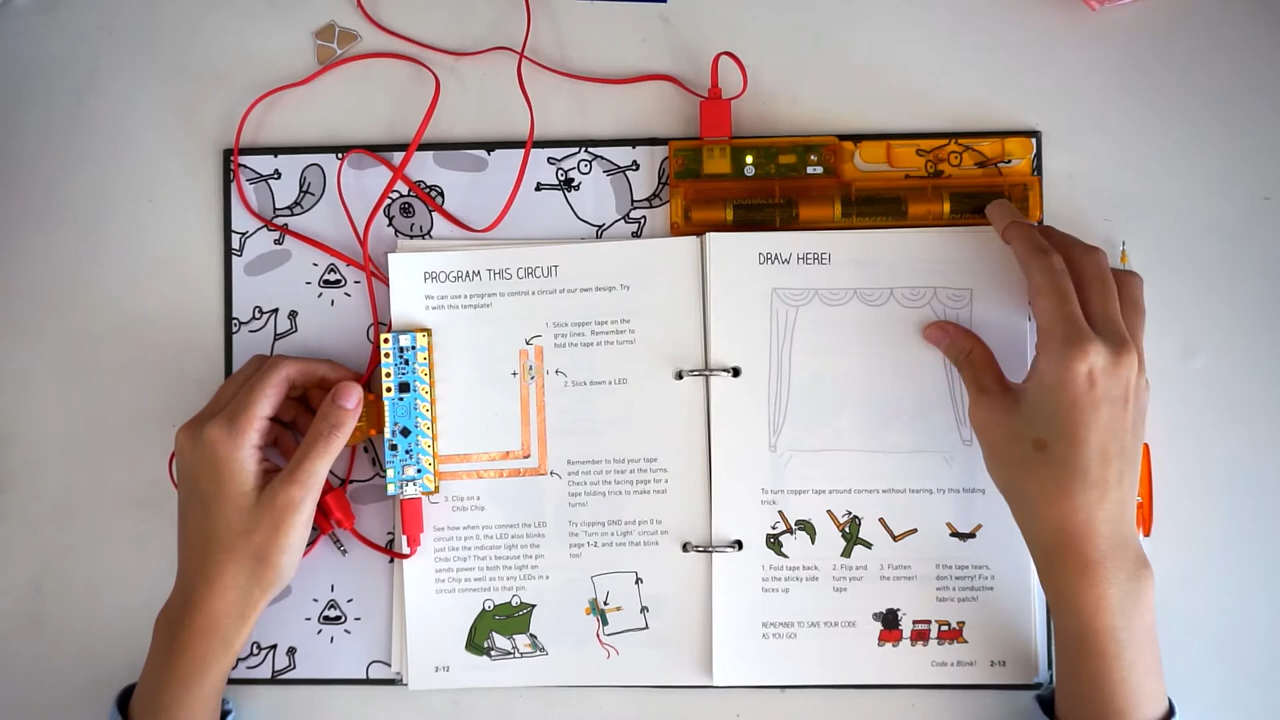 DURACELL
DURACELL
PROGRAM THIS CIRCUIT
We can use a program to control a circuit of our own design. Try
it with this template!
1. Stick copper tape on the
gray lines. Remember to
fold the tape at the turns!
+
-
2. Stick down a LED.
Remember to fold your tape
and not cut or tear at the turns.
Check out the facing page for a
tape folding trick to make neat
turns!
3. Clip on a
Chibi Chip.
See how when you connect the LED
circuit to pin 0, the LED also blinks
just like the indicator light on the
Chibi Chip? That's because the pin
sends power to both the light on
the Chip as well as to any LEDs in a
circuit connected to that pin.
Try clipping GND and pin 0 to
the "Turn on a Light" circuit on
page 1-2, and see that blink
too!
2-12
DRAW HERE!
To turn copper tape around corners without tearing, try this folding
trick:
1. Fold tape back,
so the sticky side
faces up
2. Flip and
turn your
tape
3. Flatten
the corner!
If the tape tears,
don't worry! Fix it
with a conductive
fabric patch!
REMEMBER TO SAVE YOUR CODE
AS YOU GO!
Code a Blink! 2-13